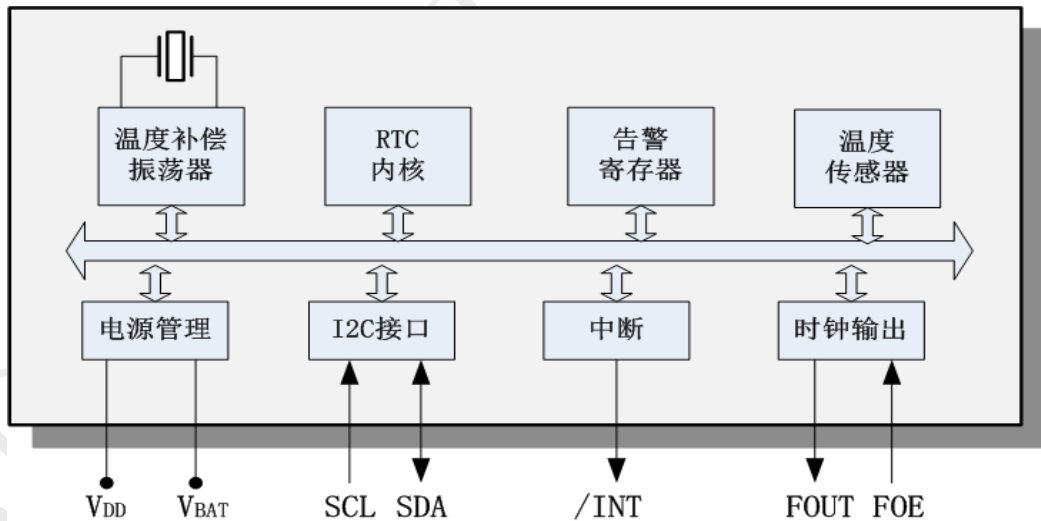 温度补偿
振荡器
RTC
内核
告警
寄存器
温度
传感器
电源管理
I2C接口
中断
时钟输出
VDD VBAT SCL SDA /INT FOUT FOE